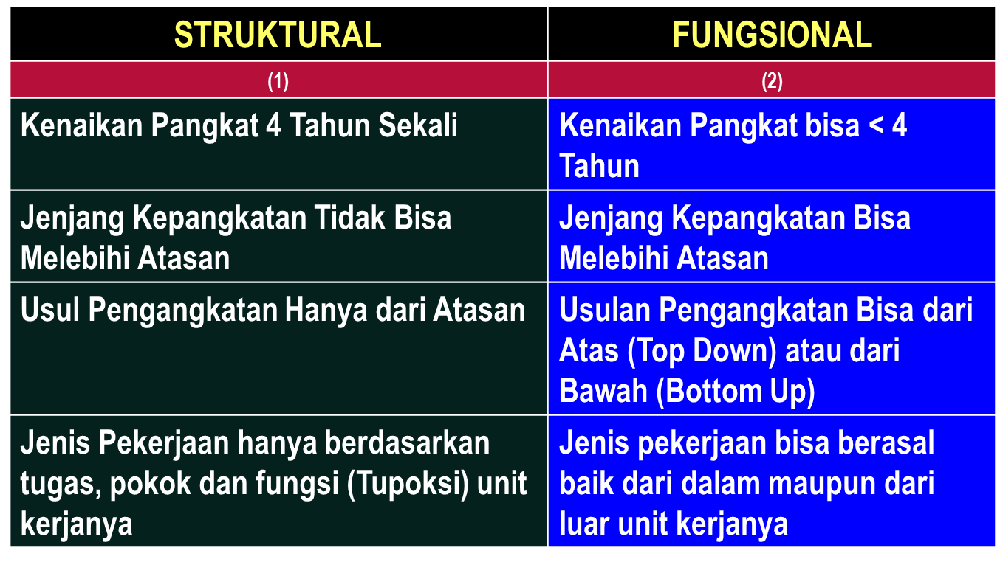 STRUKTURAL
FUNGSIONAL
(1)
(2)
Kenaikan Pangkat 4 Tahun Sekali
Kenaikan Pangkat bisa < 4
Tahun
Jenjang Kepangkatan Tidak Bisa
Melebihi Atasan
Jenjang Kepangkatan Bisa
Melebihi Atasan
Usul Pengangkatan Hanya dari Atasan
Usulan Pengangkatan Bisa dari
Atas (Top Down) atau dari
Bawah (Bottom Up)
Jenis Pekerjaan hanya berdasarkan
tugas, pokok dan fungsi (Tupoksi) unit
kerjanya
Jenis pekerjaan bisa berasal
baik dari dalam maupun dari
luar unit kerjanya